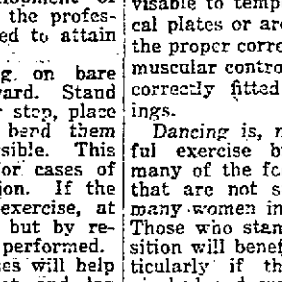 the profes-
ed to attain
g. on bare
ard. Stand
step, place
bend them
sible. This
or cases of
ion. If the
exercise, at
but by re-
performed.
es will help
visable to temp
cal plates or ar
the proper corre
muscular contro
correctly fitted
ings.
Dancing is,
ful exercise b
many of the fo
that are not s
many women in
Those who stan
sition will benef
ticularly if th